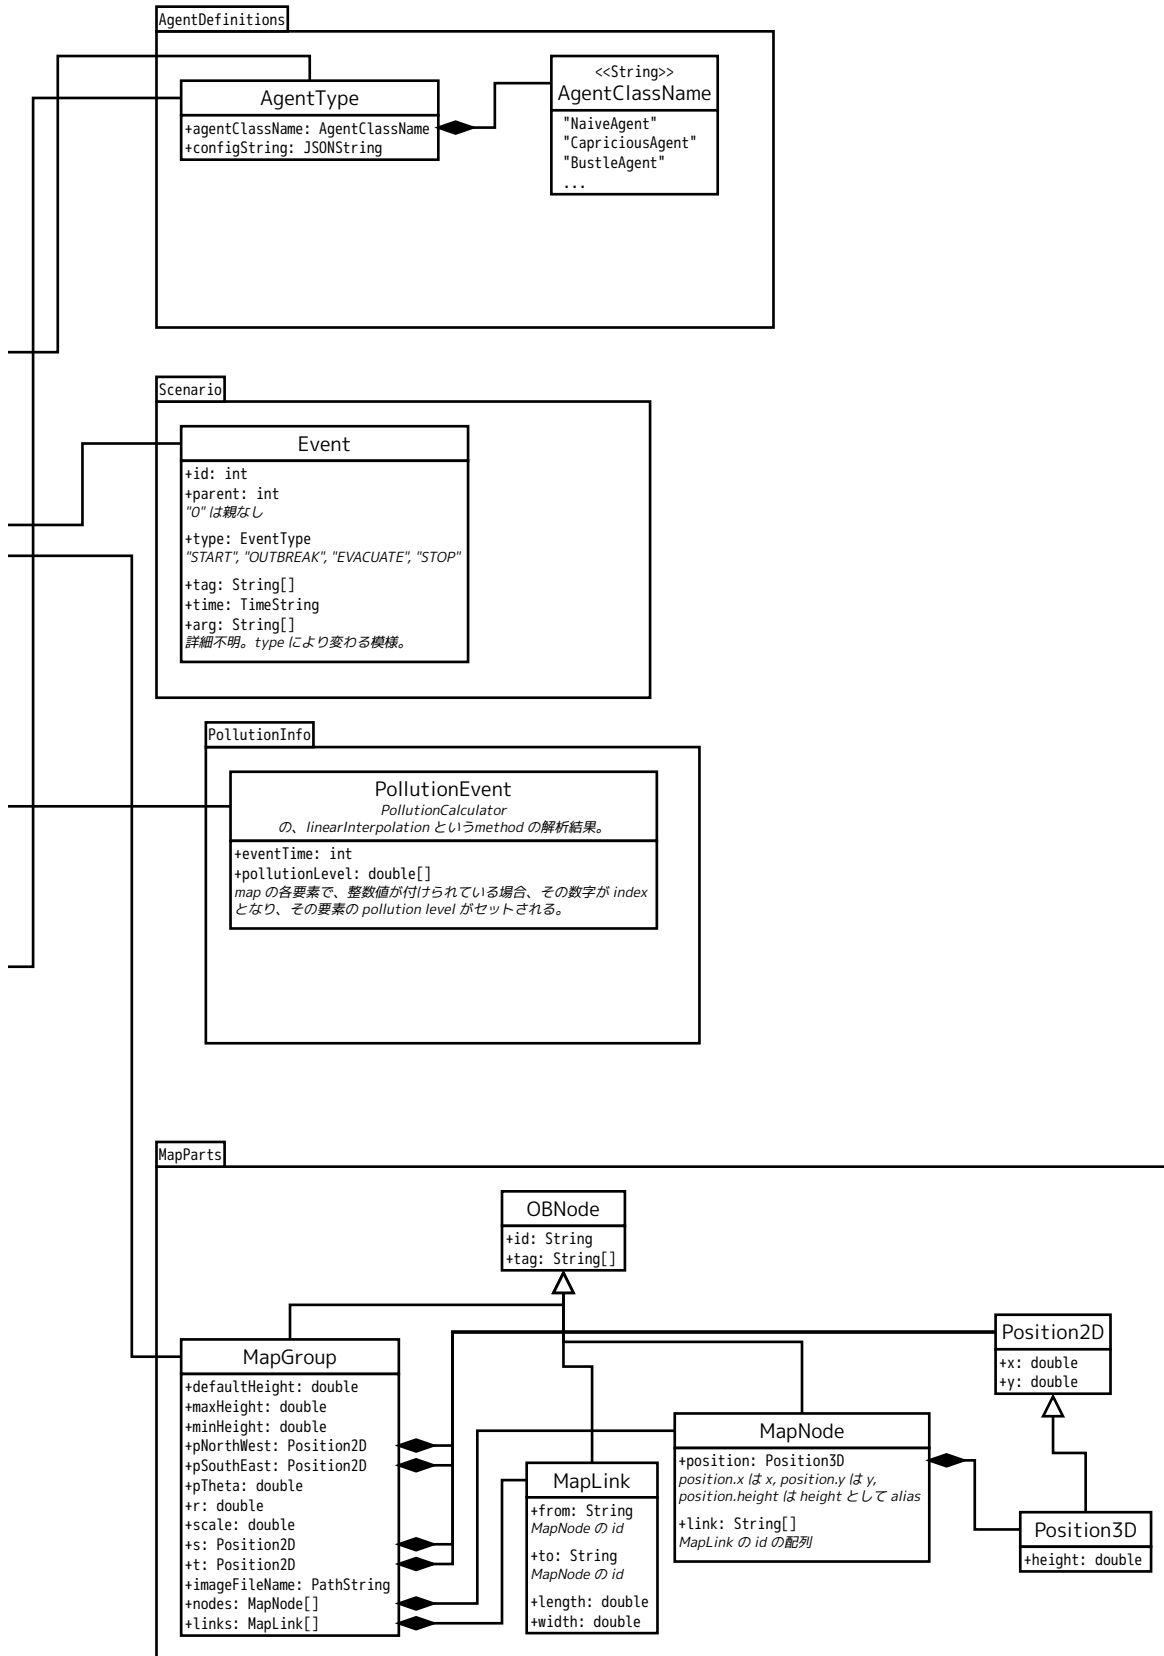 AgentDefinitions
AgentType
+agentClassName: AgentClassName
+configString: JSONString
<<String>>
AgentClassName
"NaiveAgent"
"CapriciousAgent"
"BustleAgent"
...
Scenario
Event
+id: int
+parent: int
"0" は親なし
+type: EventType
"START", "OUTBREAK", "EVACUATE", "STOP"
+tag: String[]
+time: TimeString
+arg: String[]
詳細不明。type により変わる模様。
PollutionInfo
PollutionEvent
PollutionCalculator
の、linearInterpolation というmethod の解析結果。
+eventTime: int
+pollutionLevel: double[]
map の各要素で、整数値が付けられている場合、その数字が index
となり、その要素の pollution level がセットされる。
MapParts
OBNode
+id: String
+tag: String[]
MapGroup
+defaultHeight: double
+maxHeight: double
+minHeight: double
+pNorthWest: Position2D
+pSouthEast: Position2D
+pTheta: double
+r: double
+scale: double
+s: Position2D
+t: Position2D
+imageFileName: PathString
+nodes: MapNode[]
+links: MapLink[]
MapLink
+from: String
MapNode の id
+to: String
MapNode の id
+length: double
+width: double
MapNode
+position: Position3D
position.x は x, position.y は y,
position.height は height として alias
+link: String[]
MapLink の id の配列
Position2D
+x: double
+y: double
Position3D
+height: double